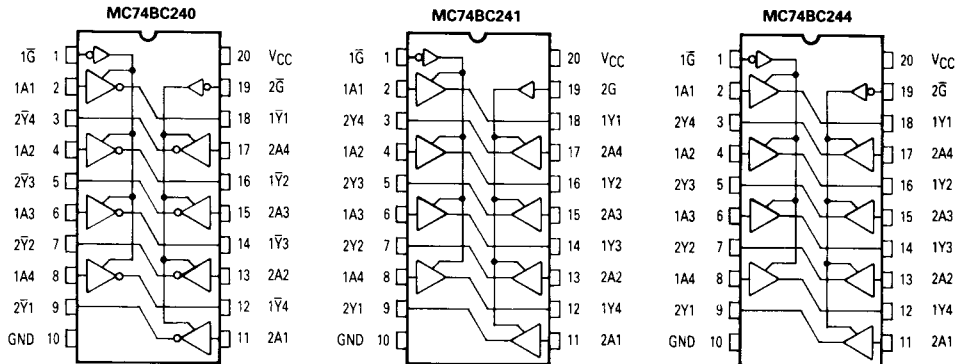 MC74BC240
1G̅ 1 20 VCC
1A1 2 19 2G̅
2Y̅4 3 18 1Y̅1
1A2 4 17 2A4
2Y̅3 5 16 1Y̅2
1A3 6 15 2A3
2Y̅2 7 14 1Y̅3
1A4 8 13 2A2
2Y̅1 9 12 1Y̅4
GND 10 11 2A1
MC74BC241
1G̅ 1 20 VCC
1A1 2 19 2G
2Y4 3 18 1Y1
1A2 4 17 2A4
2Y3 5 16 1Y2
1A3 6 15 2A3
2Y2 7 14 1Y3
1A4 8 13 2A2
2Y1 9 12 1Y4
GND 10 11 2A1
MC74BC244
1G̅ 1 20 VCC
1A1 2 19 2G̅
2Y4 3 18 1Y1
1A2 4 17 2A4
2Y3 5 16 1Y2
1A3 6 15 2A3
2Y2 7 14 1Y3
1A4 8 13 2A2
2Y1 9 12 1Y4
GND 10 11 2A1